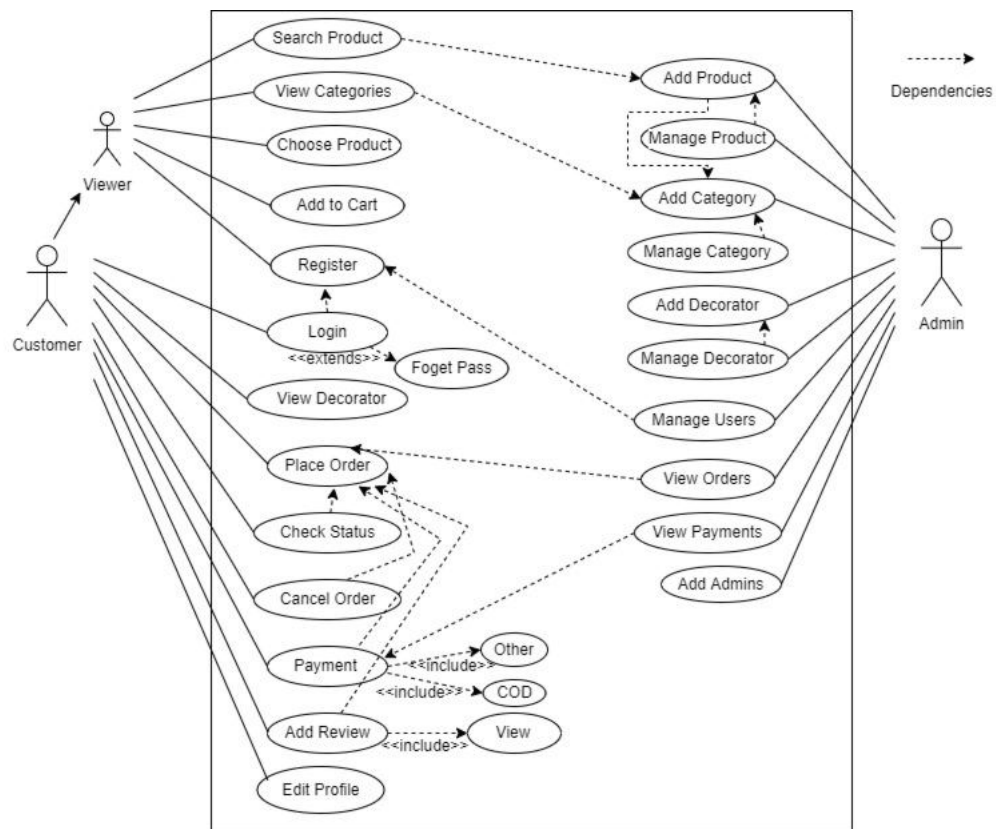 Search Product
Add Product
Dependencies
View Categories
Manage Product
Choose Product
Viewer
Add to Cart
Add Category
Register
Manage Category
Customer
Login
<<extends>>
Foget Pass
Add Decorator
Admin
Manage Decorator
View Decorator
Manage Users
Place Order
View Orders
Check Status
View Payments
Cancel Order
Add Admins
Payment
Other
<<include>>
<<include>>
COD
Add Review
View
<<include>>
Edit Profile